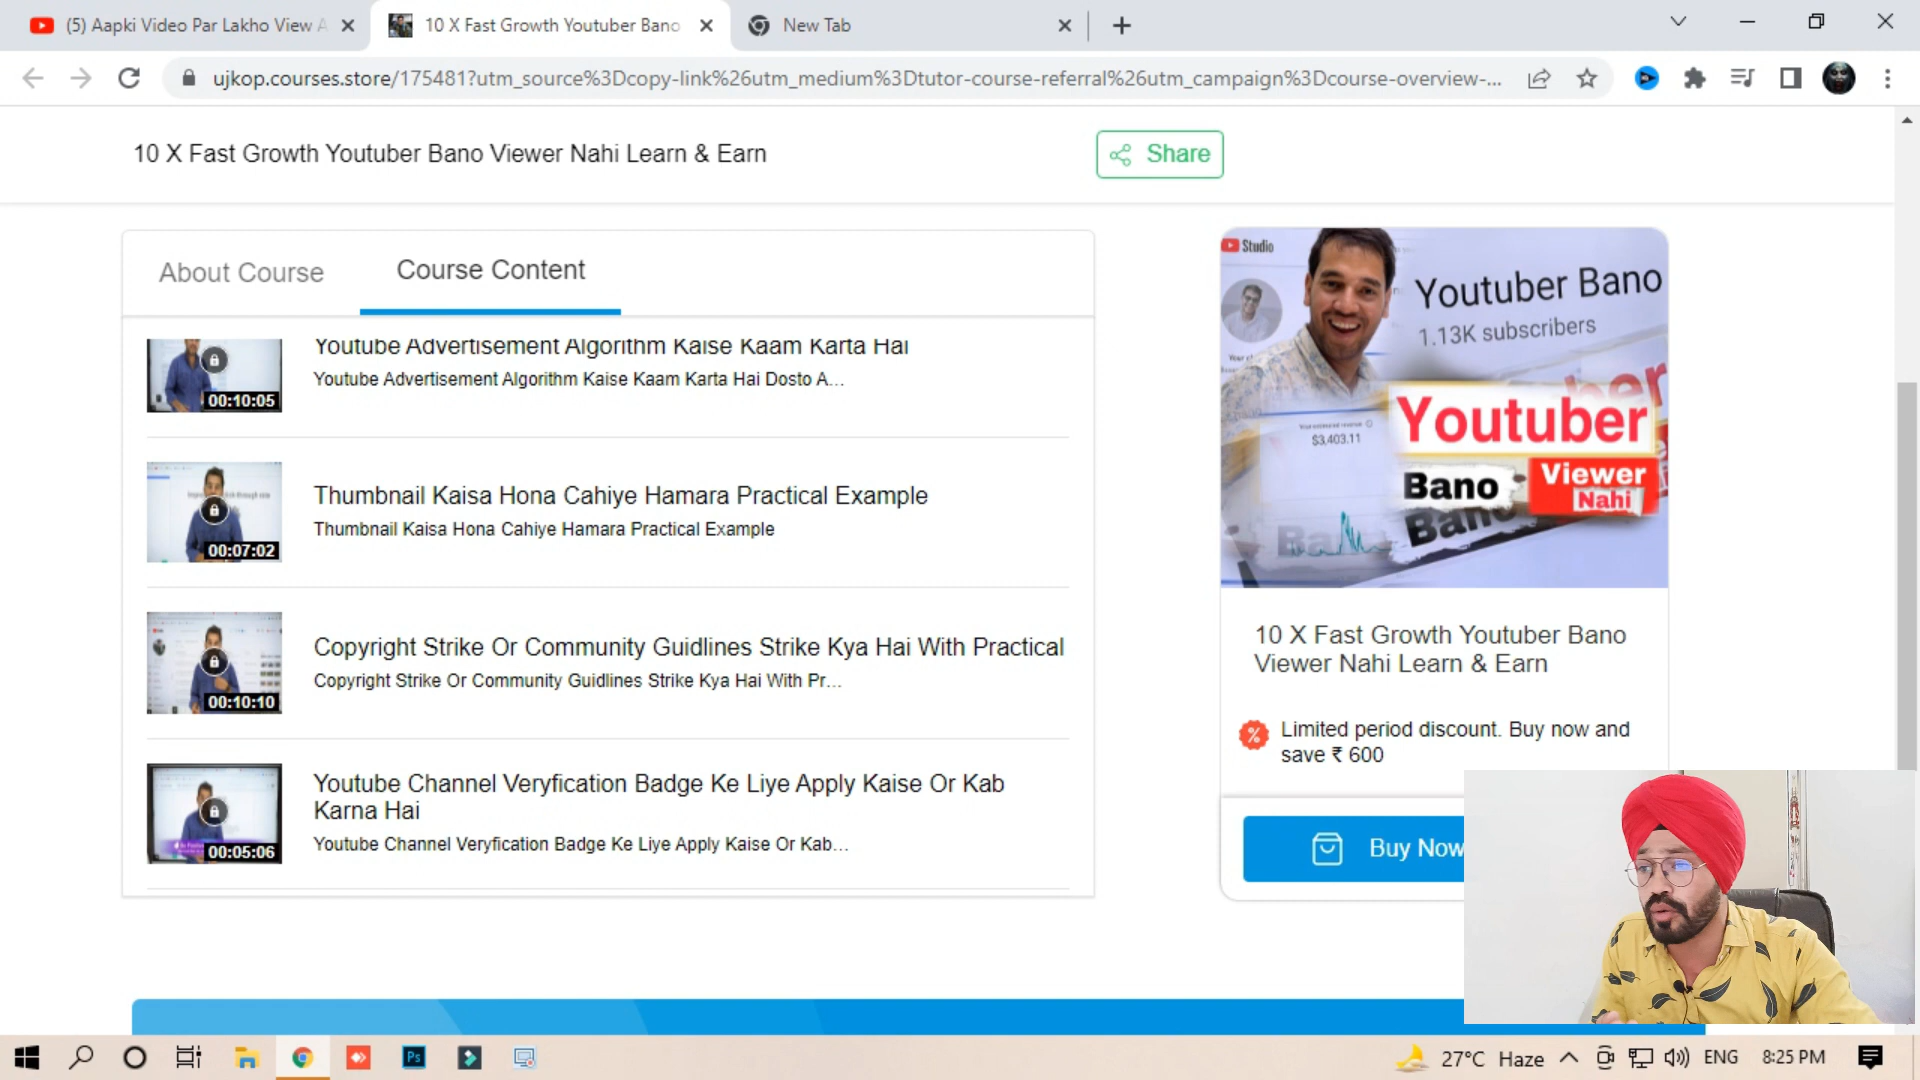 (5) Aapki Video Par Lakho View A
10 X Fast Growth Youtuber Bano
New Tab
ujkop.courses.store/175481?utm_source%3Dcopy-link%26utm_medium%3Dtutor-course-referral%26utm_campaign%3Dcourse-overview-...
10 X Fast Growth Youtuber Bano Viewer Nahi Learn & Earn
Share
About Course
Course Content
Youtube Advertisement Algorithm Kaise Kaam Karta Hai
Youtube Advertisement Algorithm Kaise Kaam Karta Hai Dosto A...
00:10:05
Thumbnail Kaisa Hona Cahiye Hamara Practical Example
Thumbnail Kaisa Hona Cahiye Hamara Practical Example
00:07:02
Copyright Strike Or Community Guidlines Strike Kya Hai With Practical
Copyright Strike Or Community Guidlines Strike Kya Hai With Pr...
00:10:10
Youtube Channel Veryfication Badge Ke Liye Apply Kaise Or Kab
Karna Hai
Youtube Channel Veryfication Badge Ke Liye Apply Kaise Or Kab...
00:05:06
Studio
Youtuber Bano
1.13K subscribers
$3,403.11
Youtuber
Bano
Viewer
Nahi
10 X Fast Growth Youtuber Bano
Viewer Nahi Learn & Earn
Limited period discount. Buy now and
save ₹ 600
Buy Now
Ps
27°C Haze
ENG
8:25 PM